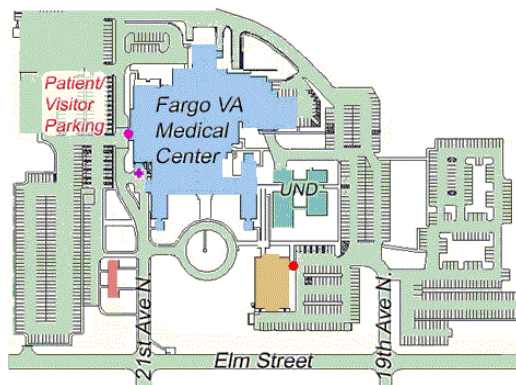 Patient/
Visitor
Parking
Fargo VA
Medical
Center
UND
21st Ave N.
19th Ave N.
Elm Street